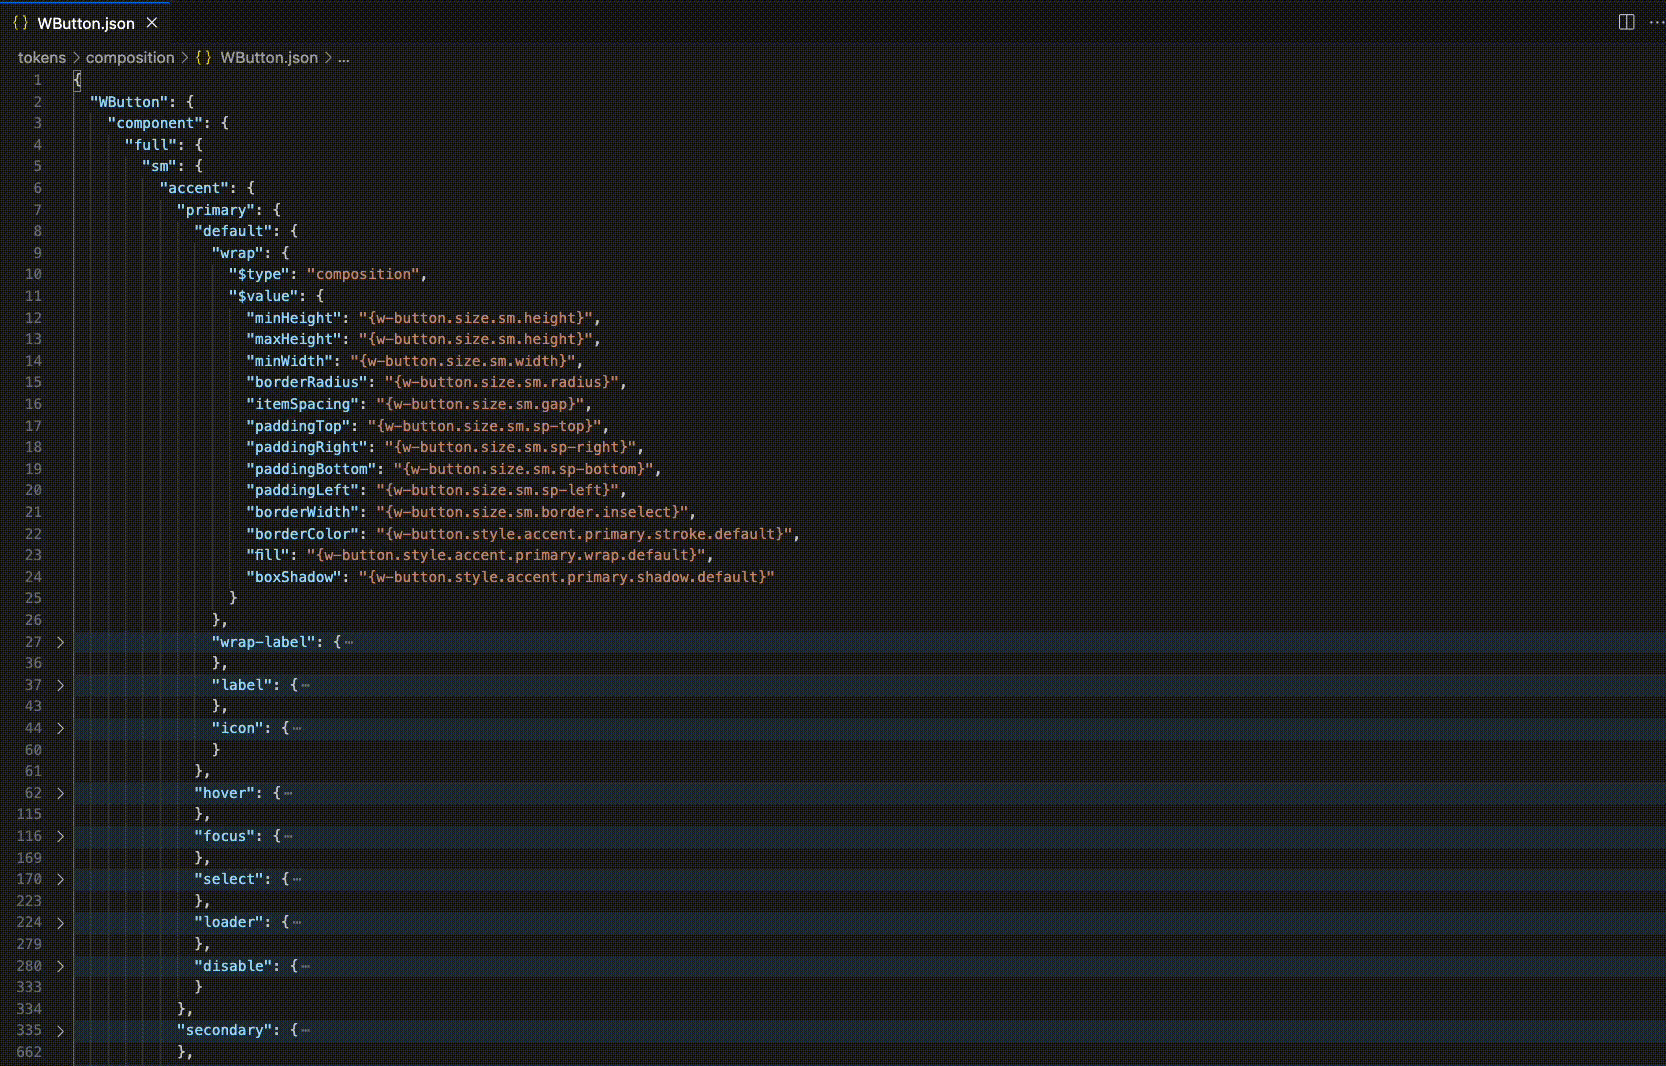 {} WButton.json ×
tokens > composition > {} WButton.json > ...
1 {
2 "WButton": {
3 "component": {
4 "full": {
5 "sm": {
6 "accent": {
7 "primary": {
8 "default": {
9 "wrap": {
10 "$type": "composition",
11 "$value": {
12 "minHeight": "{w-button.size.sm.height}",
13 "maxHeight": "{w-button.size.sm.height}",
14 "minWidth": "{w-button.size.sm.width}",
15 "borderRadius": "{w-button.size.sm.radius}",
16 "itemSpacing": "{w-button.size.sm.gap}",
17 "paddingTop": "{w-button.size.sm.sp-top}",
18 "paddingRight": "{w-button.size.sm.sp-right}",
19 "paddingBottom": "{w-button.size.sm.sp-bottom}",
20 "paddingLeft": "{w-button.size.sm.sp-left}",
21 "borderWidth": "{w-button.size.sm.border.inselect}",
22 "borderColor": "{w-button.style.accent.primary.stroke.default}",
23 "fill": "{w-button.style.accent.primary.wrap.default}",
24 "boxShadow": "{w-button.style.accent.primary.shadow.default}"
25 }
26 },
27 > "wrap-label": {⋯
36 },
37 > "label": {⋯
43 },
44 > "icon": {⋯
60 }
61 },
62 > "hover": {⋯
115 },
116 > "focus": {⋯
169 },
170 > "select": {⋯
223 },
224 > "loader": {⋯
279 },
280 > "disable": {⋯
333 }
334 },
335 > "secondary": {⋯
662 },